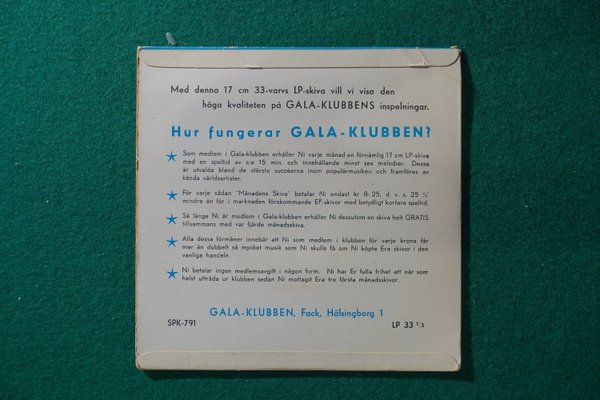 Med denna 17 cm 33-varvs LP-skiva vill vi visa den
höga kvaliteten på GALA-KLUBBENS inspelningar.
Hur fungerar GALA-KLUBBEN?
Som medlem i Gala-klubben erhåller Ni varje månad en förnämlig 17 cm LP-skiva
med en speltid av c:a 15 min. och innehållande minst sex melodier. Dessa
är utvalda bland de största succéerna inom populärmusiken och framföres av
kända världsartister.
För varje sådan "Månadens Skiva" betalar Ni endast kr 8: 25, d. v. s. 25 %
mindre än för i marknaden förekommande EP-skivor med betydligt kortare speltid.
Så länge Ni är medlem i Gala-klubben erhåller Ni dessutom en skiva helt GRATIS
tillsammans med var fjärde månadsskiva.
Alla dessa förmåner innebär att Ni som medlem i klubben för varje krona får
mer än dubbelt så mycket musik som Ni skulle få om Ni köpte Era skivor i den
vanliga handeln.
Ni betalar ingen medlemsavgift i någon form. Ni har Er fulla frihet att när som
helst utträda ur klubben sedan Ni mottagit Era tre första månadsskivor.
GALA-KLUBBEN, Fack, Hälsingborg 1
SPK-791 LP 33 1/3